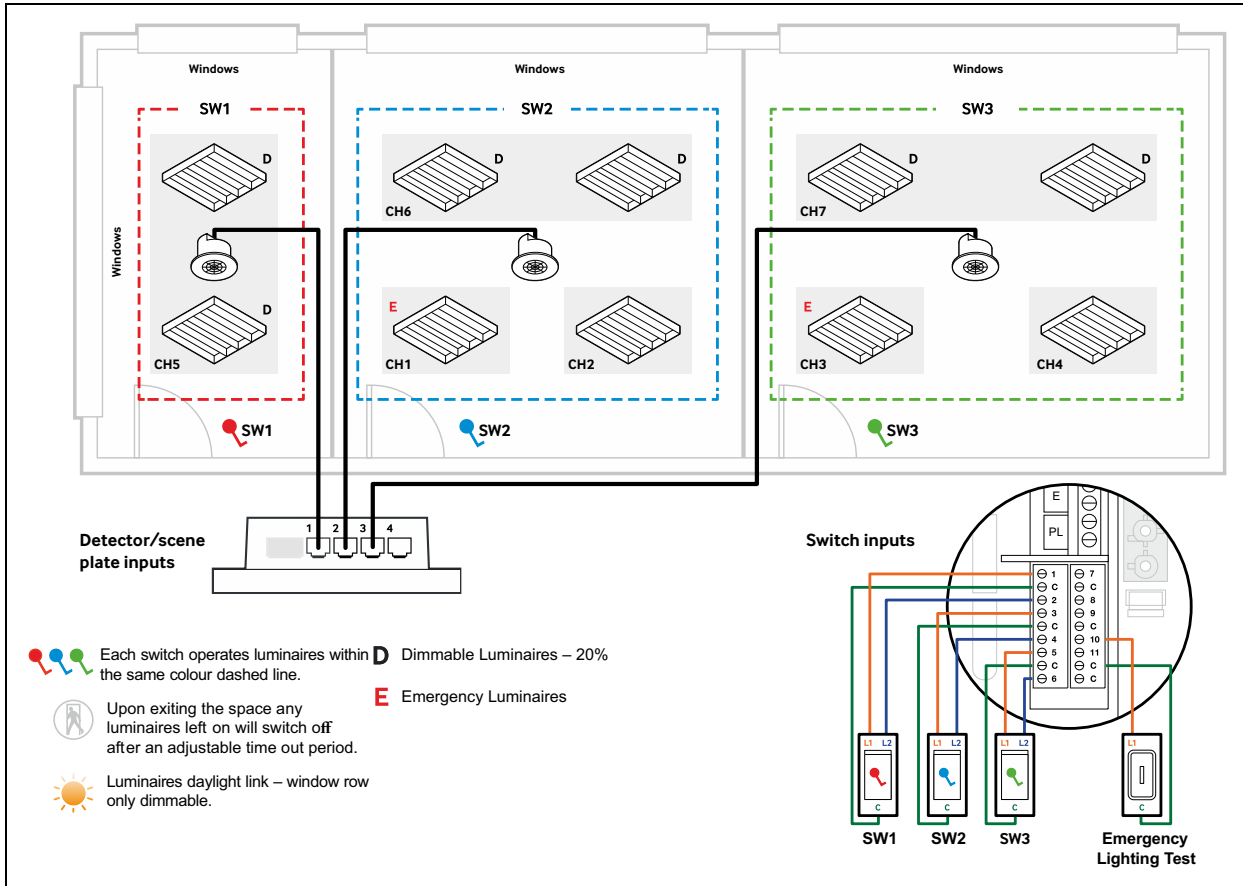 Windows
Windows
Windows
SW1
SW2
SW3
D
D
D
D
D
CH6
CH7
Windows
D
E
E
CH5
CH1
CH2
CH3
CH4
SW1
SW2
SW3
Detector/scene
plate inputs
1
2
3
4
Switch inputs
E
PL
1
C
2
3
C
4
5
C
6
7
C
8
9
C
10
11
C
C
L1
L2
L1
L2
L1
L2
L1
C
C
C
C
SW1
SW2
SW3
Emergency
Lighting Test
Each switch operates luminaires within
the same colour dashed line.
D
Dimmable Luminaires – 20%
E
Emergency Luminaires
Upon exiting the space any
luminaires left on will switch off
after an adjustable time out period.
Luminaires daylight link – window row
only dimmable.